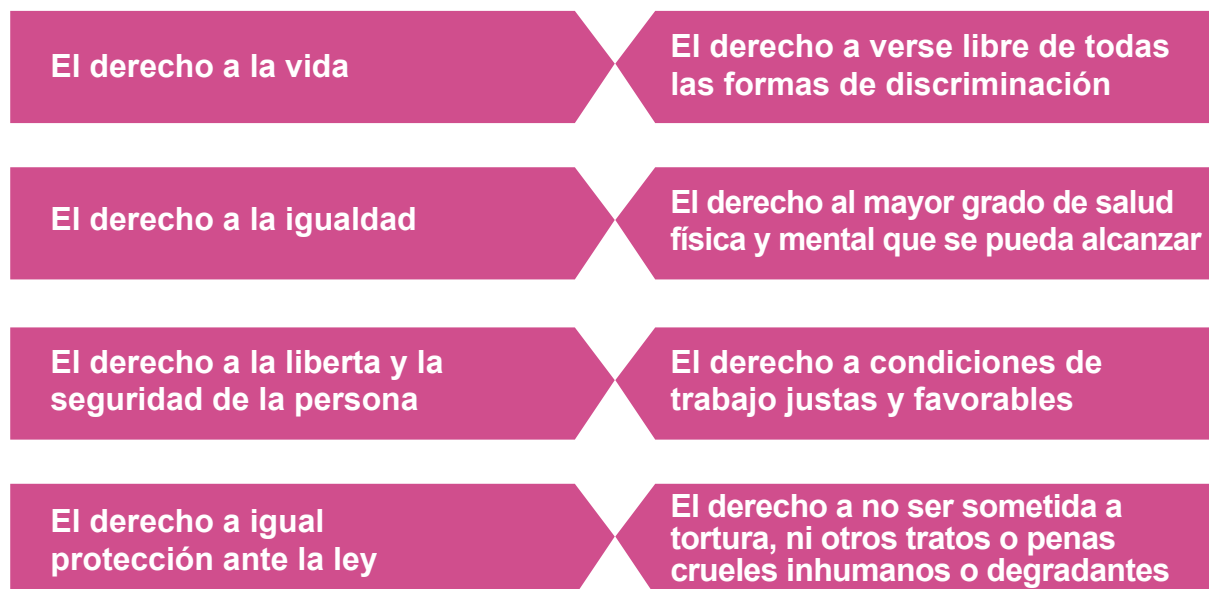 El derecho a la vida
El derecho a verse libre de todas
las formas de discriminación
El derecho a la igualdad
El derecho al mayor grado de salud
física y mental que se pueda alcanzar
El derecho a la liberta y la
seguridad de la persona
El derecho a condiciones de
trabajo justas y favorables
El derecho a igual
protección ante la ley
El derecho a no ser sometida a
tortura, ni otros tratos o penas
crueles inhumanos o degradantes